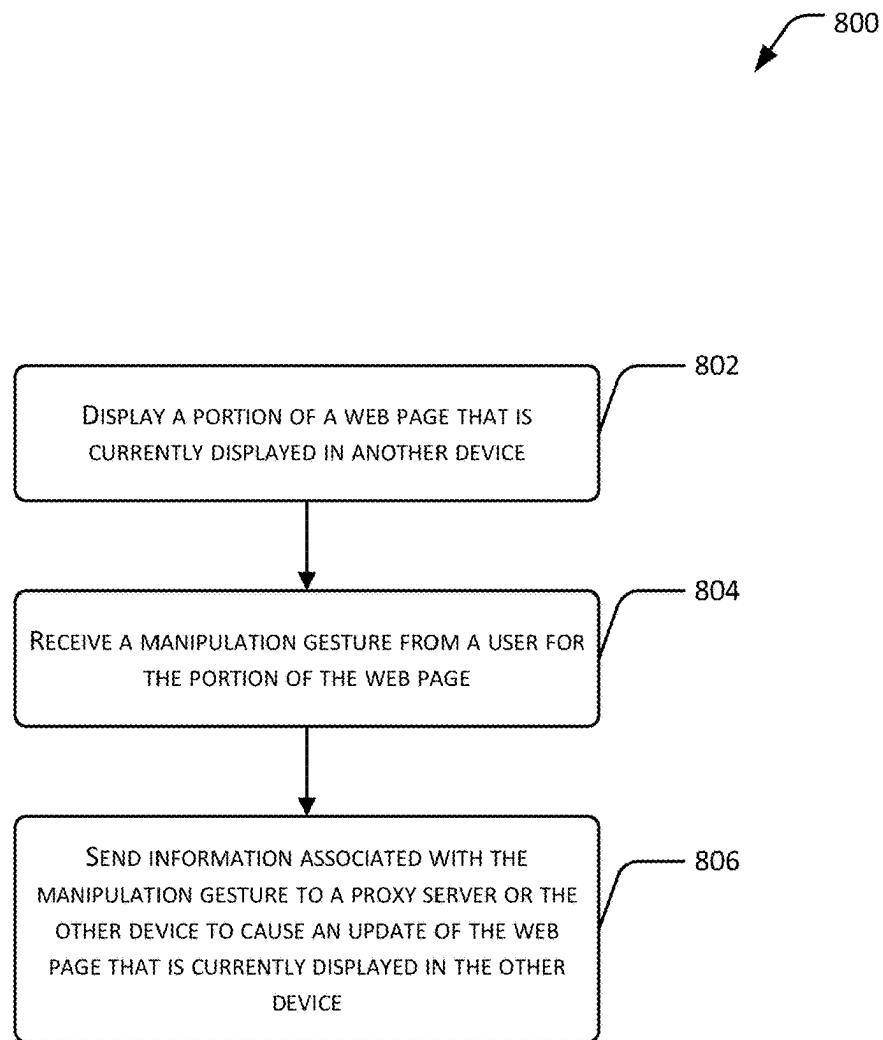 800
802
DISPLAY A PORTION OF A WEB PAGE THAT IS
CURRENTLY DISPLAYED IN ANOTHER DEVICE
804
RECEIVE A MANIPULATION GESTURE FROM A USER FOR
THE PORTION OF THE WEB PAGE
806
SEND INFORMATION ASSOCIATED WITH THE
MANIPULATION GESTURE TO A PROXY SERVER OR THE
OTHER DEVICE TO CAUSE AN UPDATE OF THE WEB
PAGE THAT IS CURRENTLY DISPLAYED IN THE OTHER
DEVICE